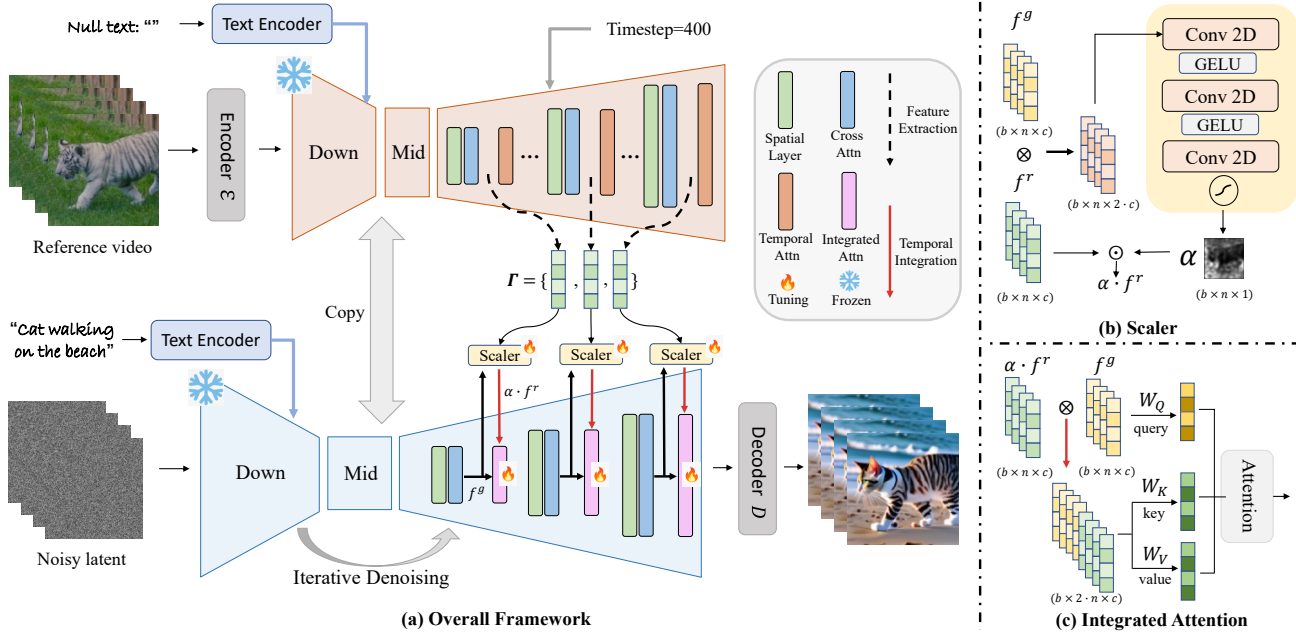 Null text: “”
Text Encoder
Timestep=400
Encoder ℰ
Down
Mid
...
...
Reference video
Spatial
Layer
Cross
Attn
Feature
Extraction
Temporal
Attn
Integrated
Attn
Temporal
Integration
Tuning
Frozen
Γ = { , , }
Copy
“Cat walking
on the beach”
Text Encoder
Scaler
Scaler
Scaler
α · f^r
f^g
Down
Mid
Decoder D
Noisy latent
Iterative Denoising
(a) Overall Framework
f^g
(b × n × c)
⊗
f^r
(b × n × c)
(b × n × 2 · c)
Conv 2D
GELU
Conv 2D
GELU
Conv 2D
⊙
α
α · f^r
(b × n × 1)
(b) Scaler
α · f^r
f^g
⊗
(b × n × c)
(b × n × c)
W_Q
query
W_K
key
W_V
value
Attention
(b × 2 · n × c)
(c) Integrated Attention